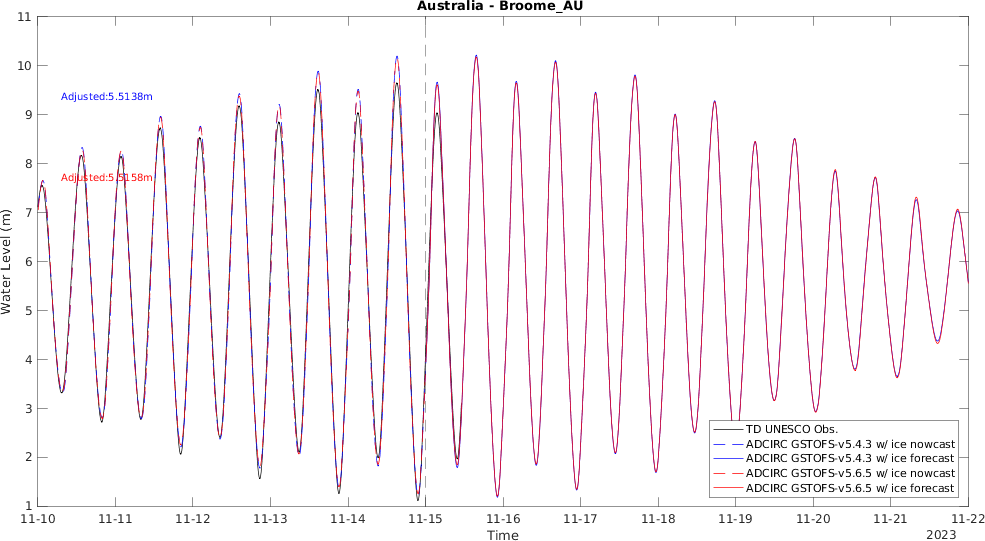 Australia - Broome_AU
11
10
9
8
7
6
5
4
3
2
1
Water Level (m)
Adjusted:5.5138m
Adjusted:5.5158m
TD UNESCO Obs.
ADCIRC GSTOFS-v5.4.3 w/ ice nowcast
ADCIRC GSTOFS-v5.4.3 w/ ice forecast
ADCIRC GSTOFS-v5.6.5 w/ ice nowcast
ADCIRC GSTOFS-v5.6.5 w/ ice forecast
11-10 11-11 11-12 11-13 11-14 11-15 11-16 11-17 11-18 11-19 11-20 11-21 11-22
Time
2023